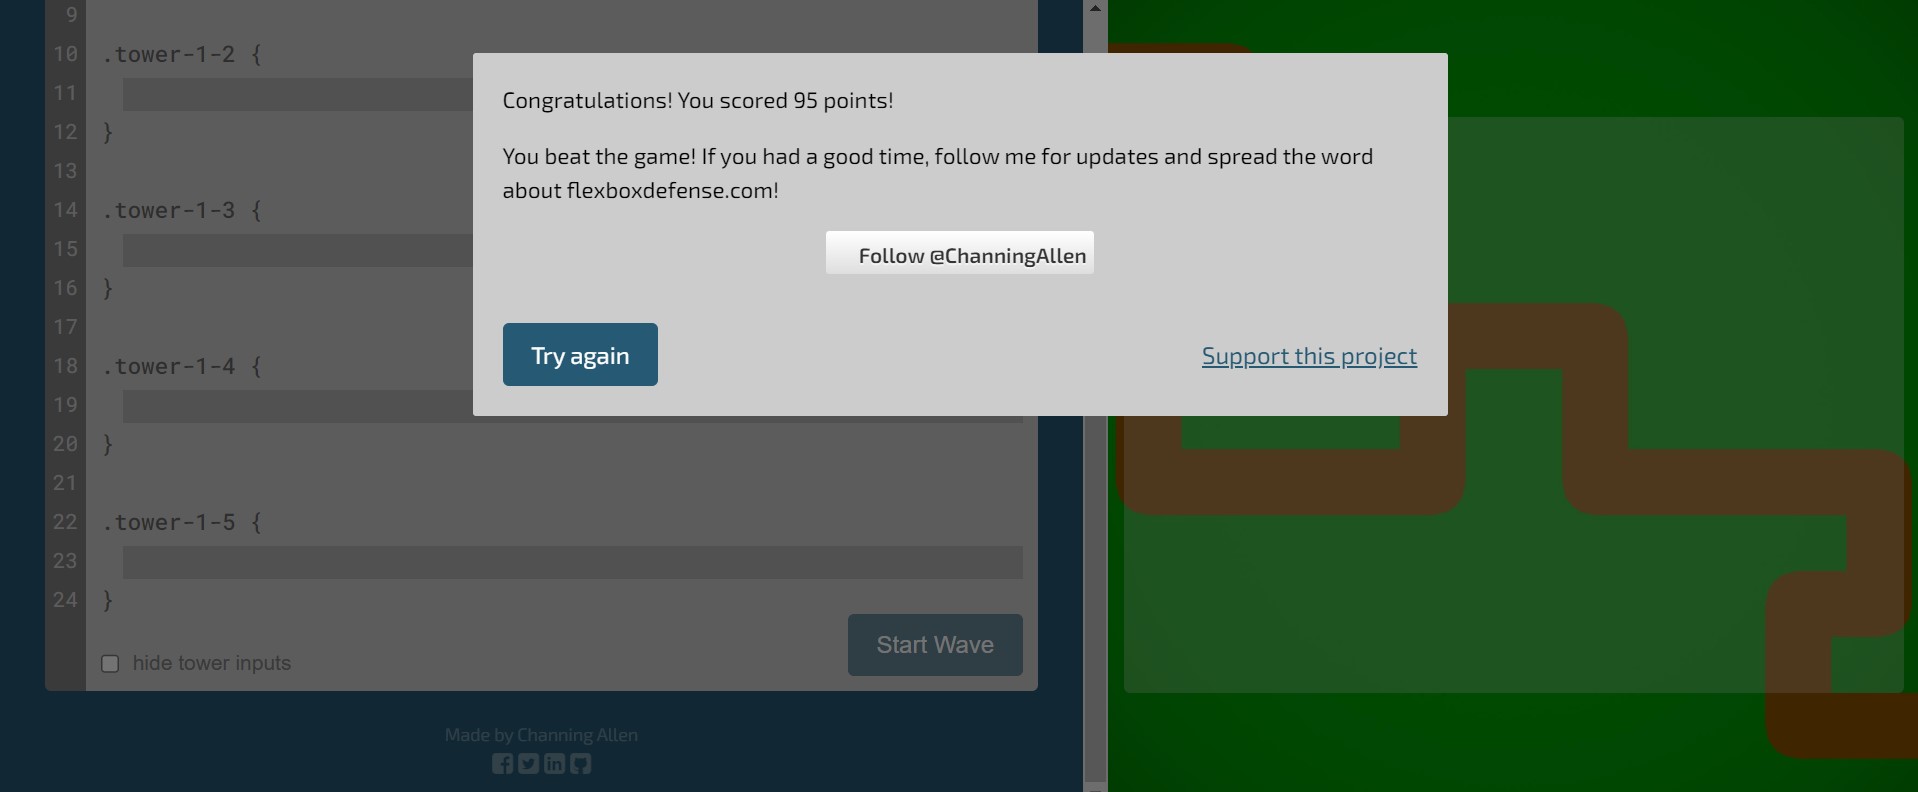 9
10 .tower-1-2 {
11
12 }
13
14 .tower-1-3 {
15
16 }
17
18 .tower-1-4 {
19
20 }
21
22 .tower-1-5 {
23
24 }
hide tower inputs
Start Wave
Made by Channing Allen
Congratulations! You scored 95 points!
You beat the game! If you had a good time, follow me for updates and spread the word
about flexboxdefense.com!
Follow @ChanningAllen
Try again
Support this project